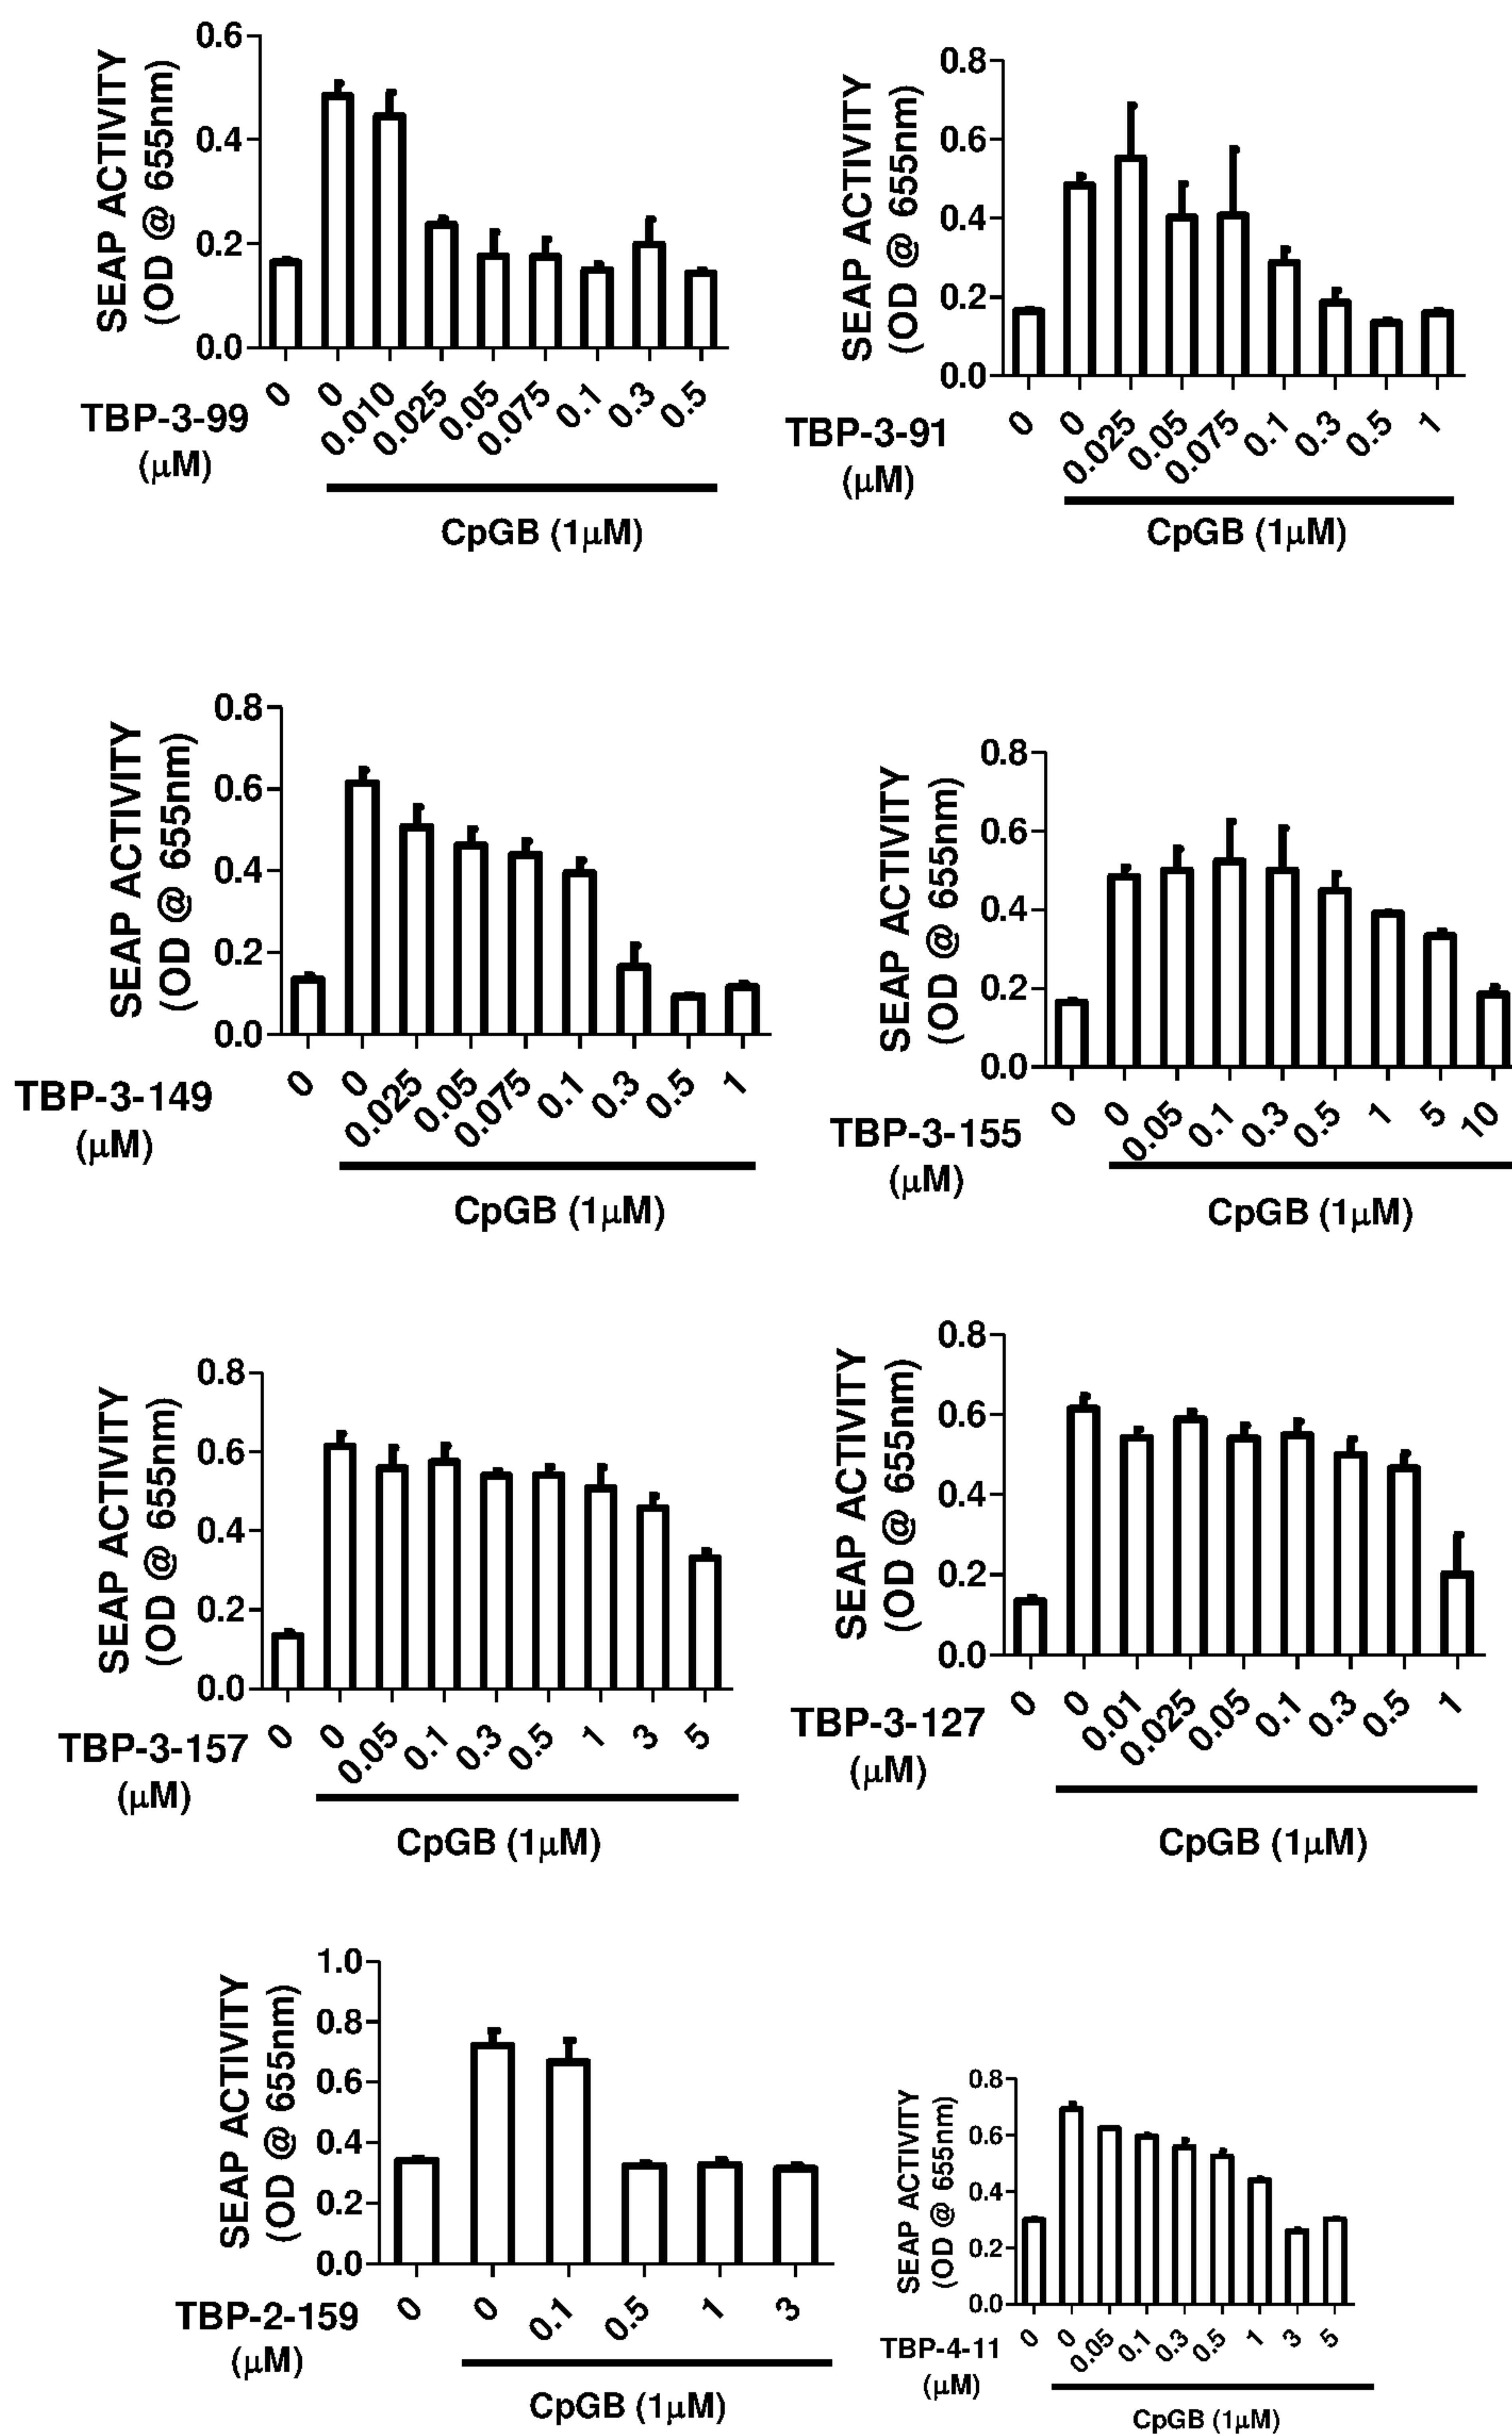 SEAP ACTIVITY
(OD @ 655nm)
0.6
0.4
0.2
0.0
0 0 0.010 0.025 0.05 0.075 0.1 0.3 0.5
TBP-3-99
(μM)
CpGB (1μM)
SEAP ACTIVITY
(OD @ 655nm)
0.8
0.6
0.4
0.2
0.0
0 0 0.025 0.05 0.075 0.1 0.3 0.5 1
TBP-3-91
(μM)
CpGB (1μM)
SEAP ACTIVITY
(OD @ 655nm)
0.8
0.6
0.4
0.2
0.0
0 0 0.025 0.05 0.075 0.1 0.3 0.5 1
TBP-3-149
(μM)
CpGB (1μM)
SEAP ACTIVITY
(OD @ 655nm)
0.8
0.6
0.4
0.2
0.0
0 0 0.05 0.1 0.3 0.5 1 5 10
TBP-3-155
(μM)
CpGB (1μM)
SEAP ACTIVITY
(OD @ 655nm)
0.8
0.6
0.4
0.2
0.0
0 0 0.05 0.1 0.3 0.5 1 3 5
TBP-3-157
(μM)
CpGB (1μM)
SEAP ACTIVITY
(OD @ 655nm)
0.8
0.6
0.4
0.2
0.0
0 0 0.01 0.025 0.05 0.1 0.3 0.5 1
TBP-3-127
(μM)
CpGB (1μM)
SEAP ACTIVITY
(OD @ 655nm)
1.0
0.8
0.6
0.4
0.2
0.0
0 0 0.1 0.5 1 3
TBP-2-159
(μM)
CpGB (1μM)
SEAP ACTIVITY
(OD @ 655nm)
0.8
0.6
0.4
0.2
0.0
0 0 0.05 0.1 0.3 0.5 1 3 5
TBP-4-11
(μM)
CpGB (1μM)